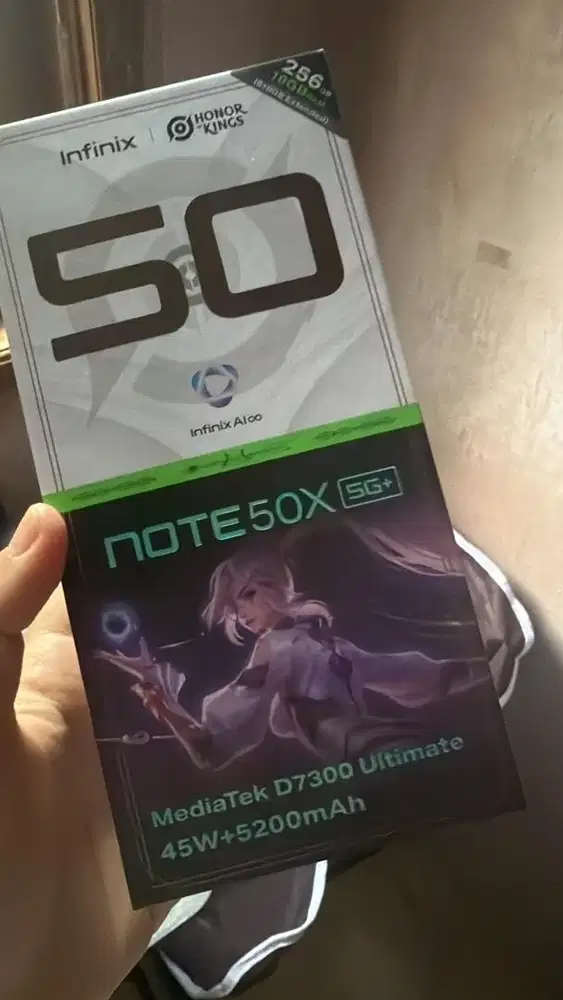 256GB
Infinix | HONOR OF KINGS
50
Infinix AI∞
NOTE 50X 5G+
MediaTek D7300 Ultimate
45W+5200mAh